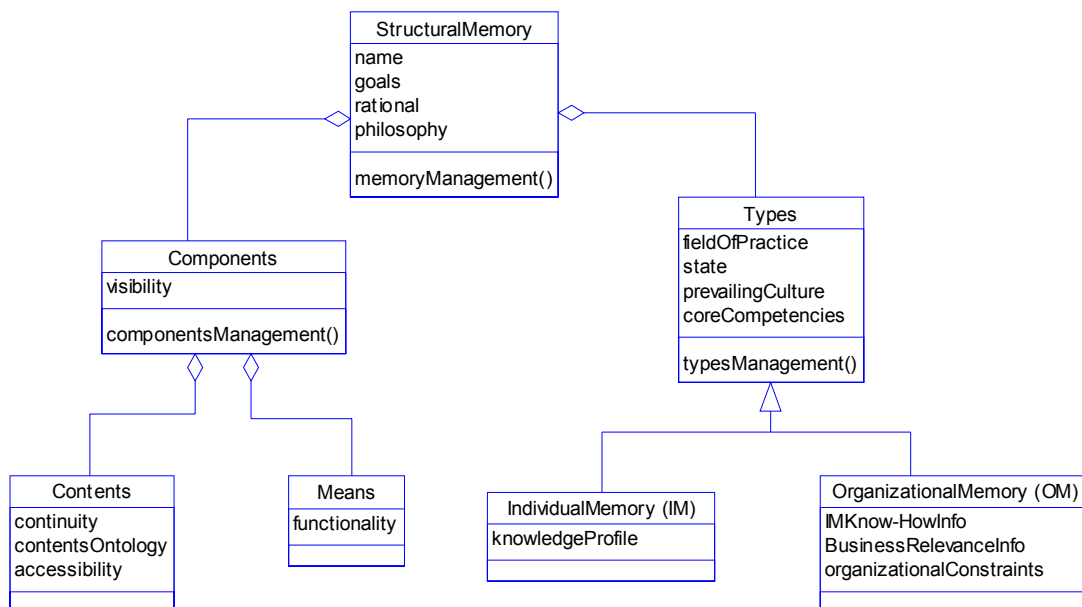 StructuralMemory
name
goals
rational
philosophy
memoryManagement()
Components
visibility
componentsManagement()
Types
fieldOfPractice
state
prevailingCulture
coreCompetencies
typesManagement()
Contents
continuity
contentsOntology
accessibility
Means
functionality
IndividualMemory (IM)
knowledgeProfile
OrganizationalMemory (OM)
IMKnow-HowInfo
BusinessRelevanceInfo
organizationalConstraints